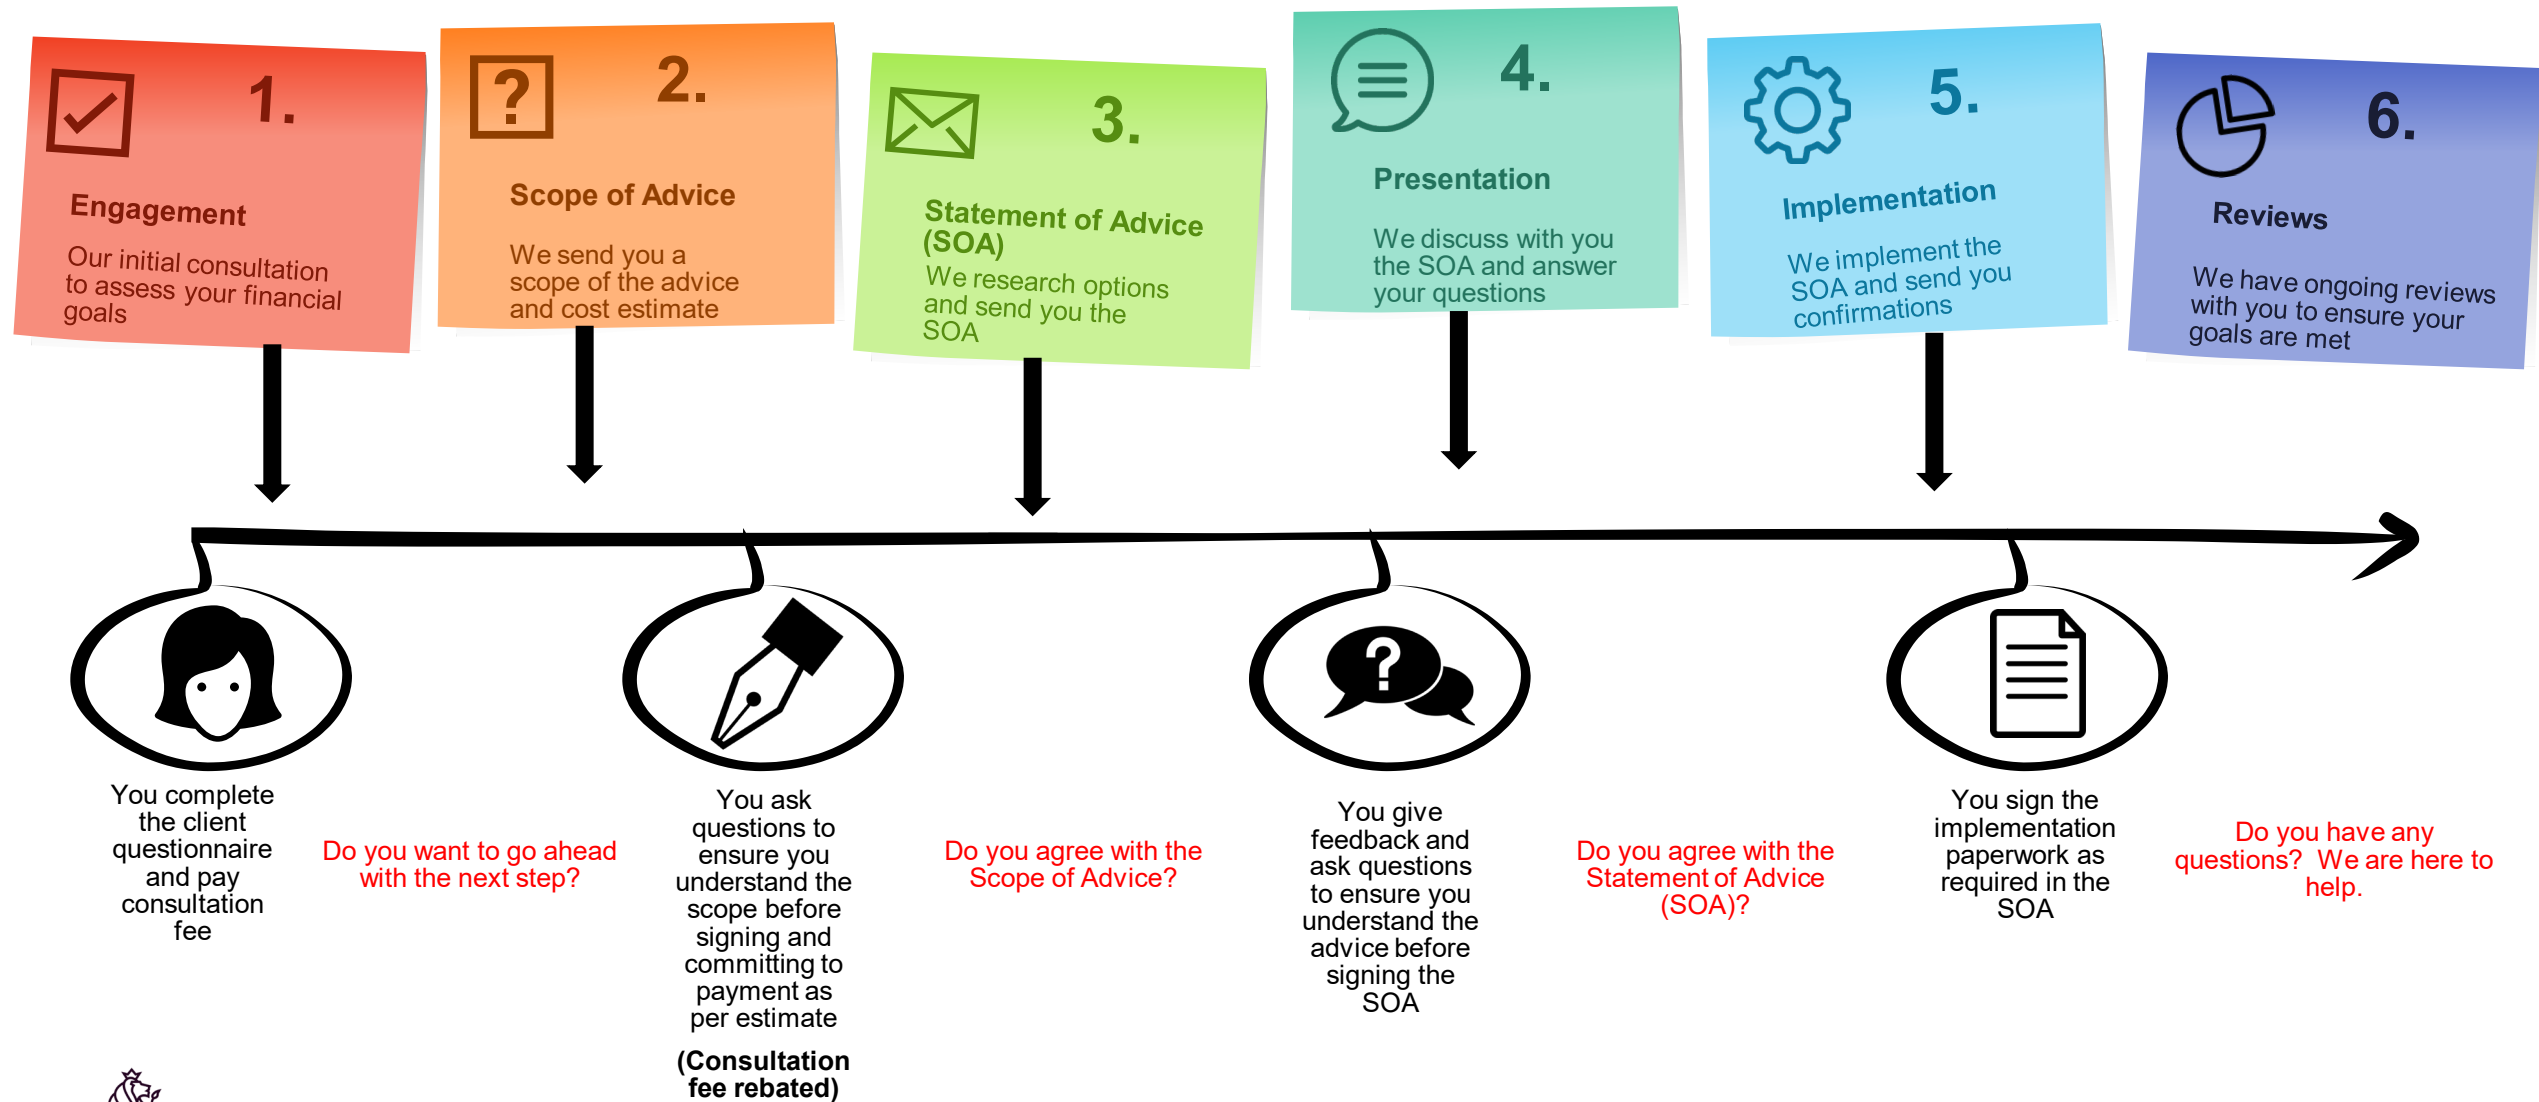 1.
Engagement
Our initial consultation
to assess your financial
goals
2.
Scope of Advice
We send you a
scope of the advice
and cost estimate
3.
Statement of Advice
(SOA)
We research options
and send you the
SOA
4.
Presentation
We discuss with you
the SOA and answer
your questions
5.
Implementation
We implement the
SOA and send you
confirmations
6.
Reviews
We have ongoing reviews
with you to ensure your
goals are met
You complete
the client
questionnaire
and pay
consultation
fee
Do you want to go ahead
with the next step?
You ask
questions to
ensure you
understand the
scope before
signing and
committing to
payment as
per estimate
(Consultation
fee rebated)
Do you agree with the
Scope of Advice?
You give
feedback and
ask questions
to ensure you
understand the
advice before
signing the
SOA
Do you agree with the
Statement of Advice
(SOA)?
You sign the
implementation
paperwork as
required in the
SOA
Do you have any
questions?  We are here to
help.